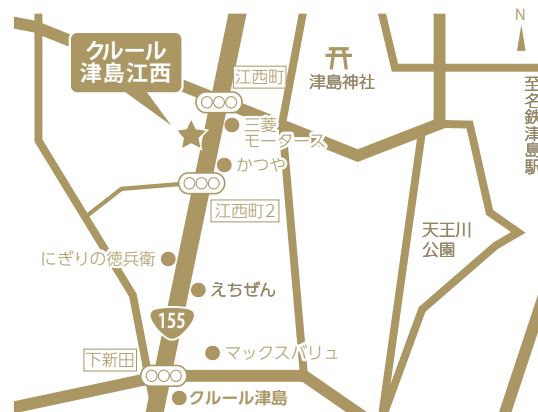 N
クルール
津島江西
江西町
津島神社
至名鉄津島駅
三菱
モータース
かつや
江西町2
天王川
公園
にぎりの徳兵衛
えちぜん
155
マックスバリュ
下新田
クルール津島